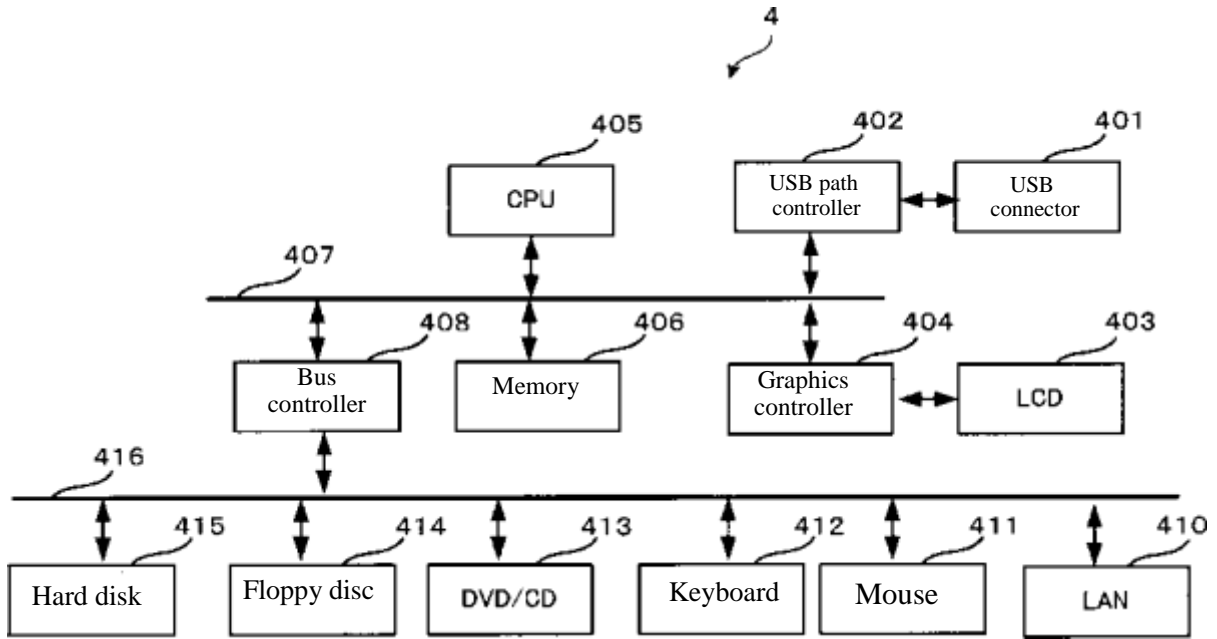 4
405
402
401
CPU
USB path
controller
USB
connector
407
408
406
404
403
Bus
controller
Memory
Graphics
controller
LCD
416
415
414
413
412
411
410
Hard disk
Floppy disc
DVD/CD
Keyboard
Mouse
LAN